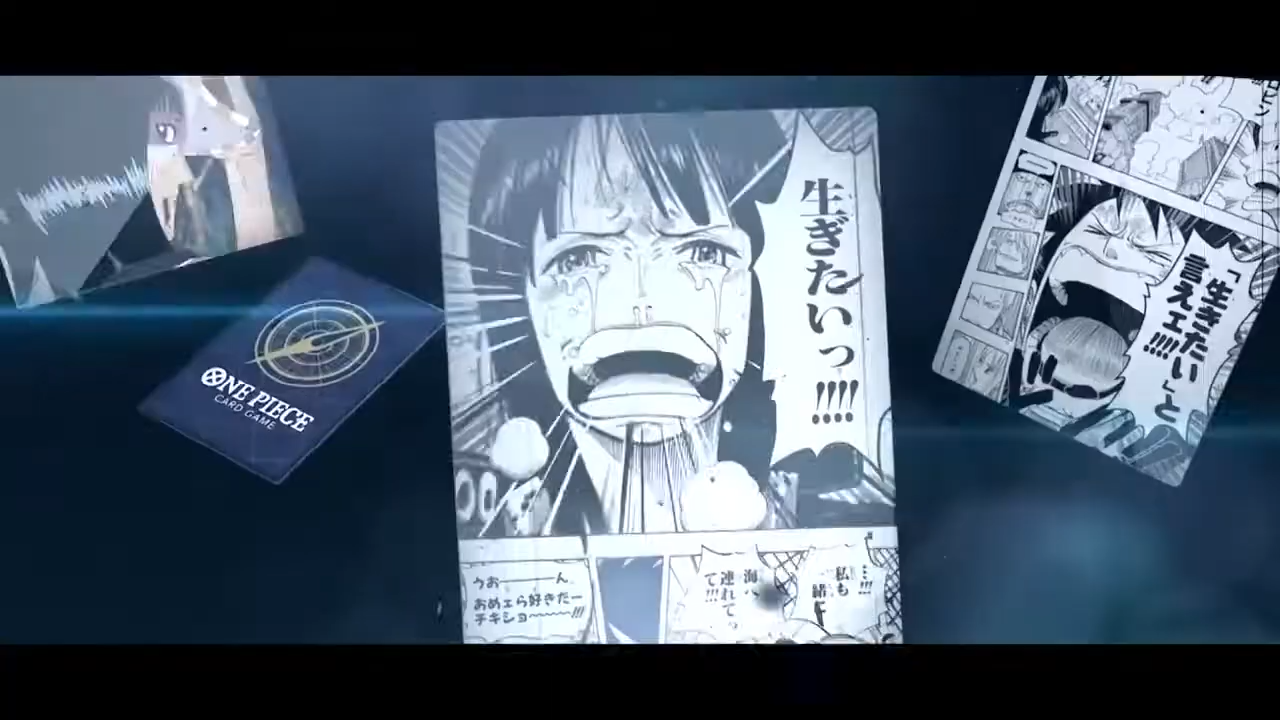 ONE PIECE
CARD GAME
生ぎたいっ!!!!
うお———ん
おめェら好きだー
チキショ〜〜〜!!!
…!!!
私も
一緒に
海へ
連れてって!!!
「生きたい」と
言えェ!!!!